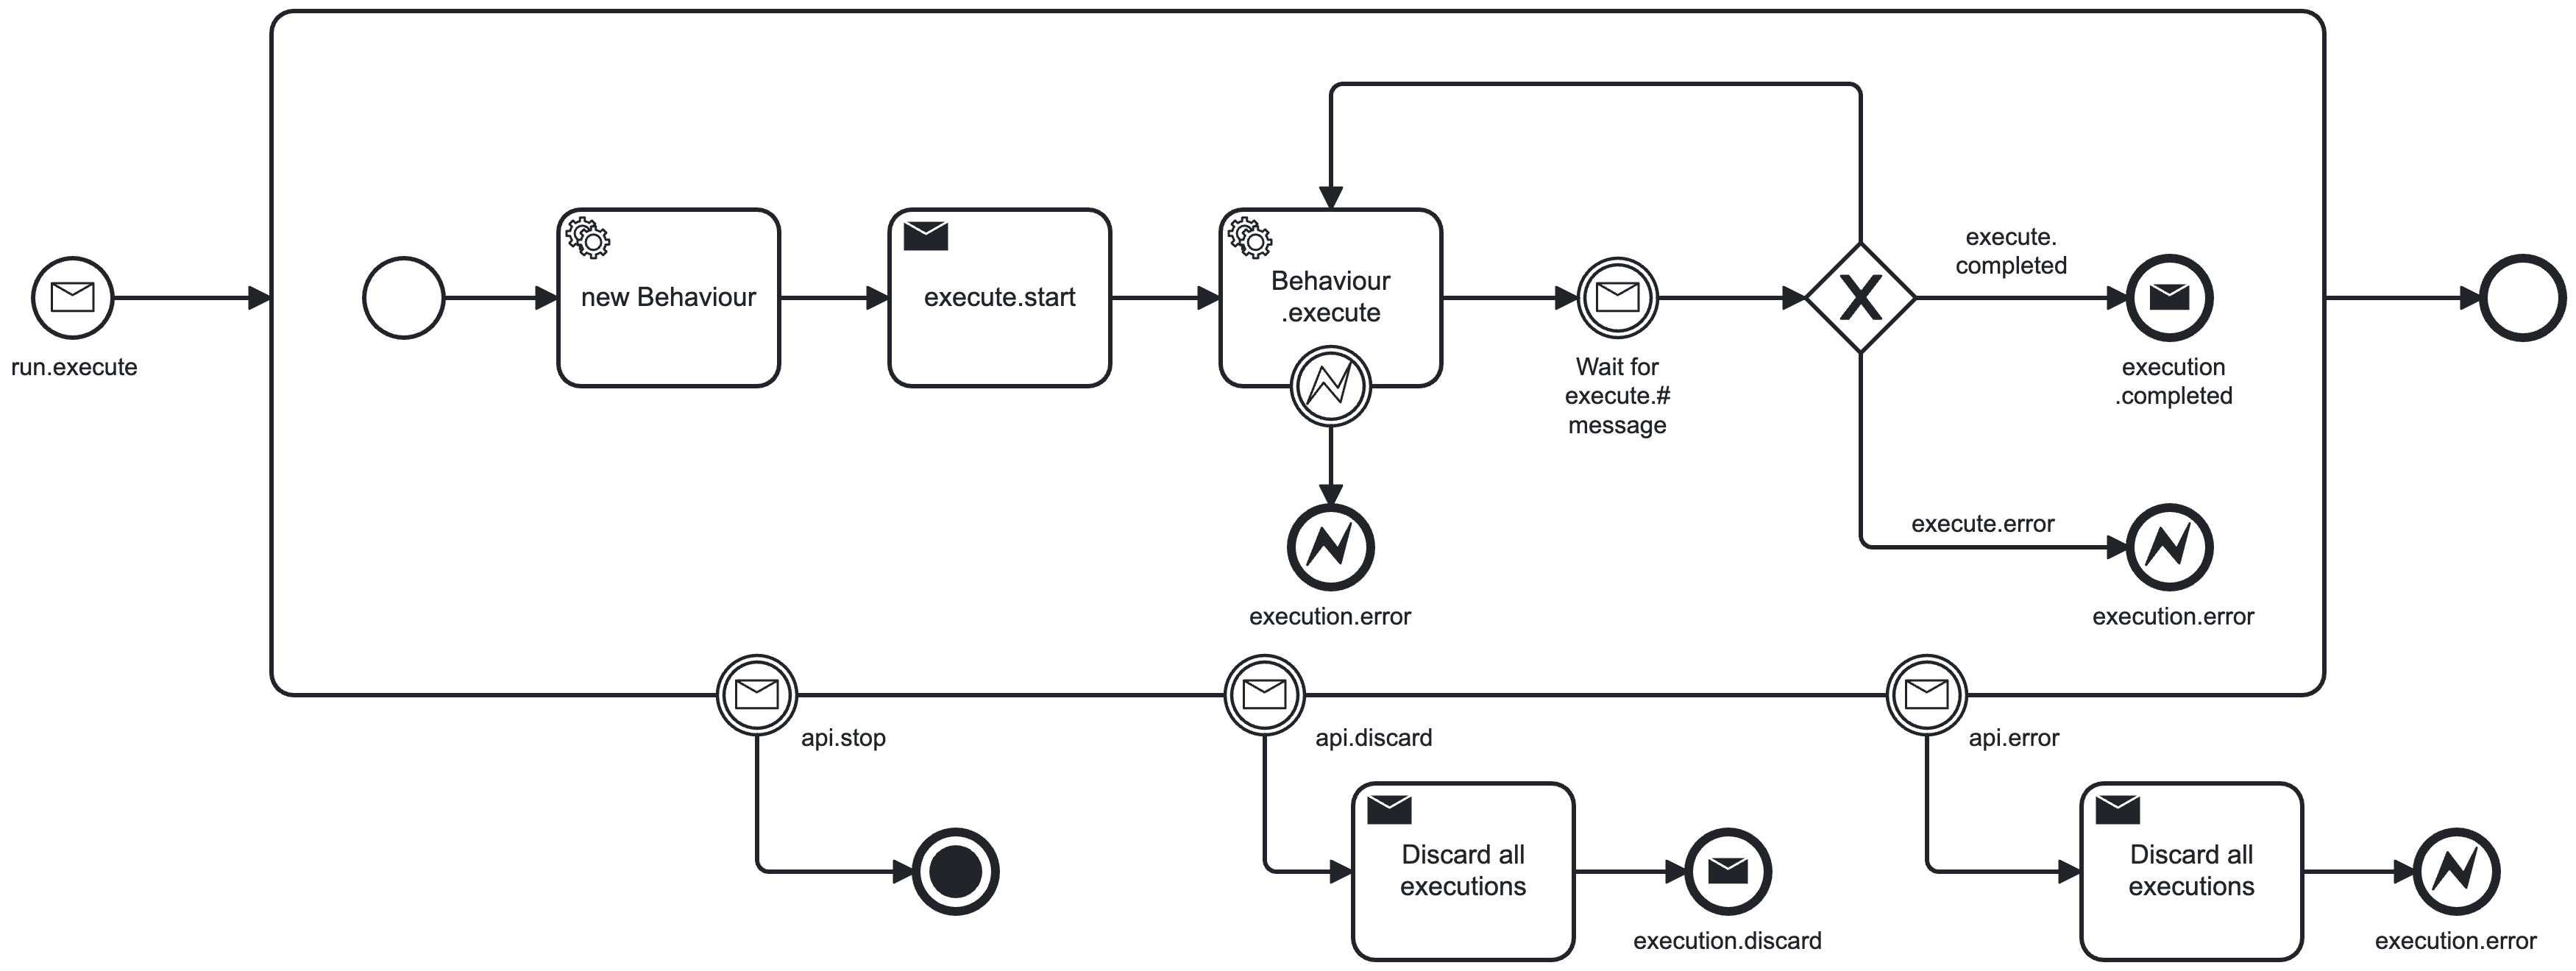 run.execute
new Behaviour
execute.start
Behaviour
.execute
execution.error
Wait for
execute.#
message
execute.
completed
execution
.completed
execute.error
execution.error
api.stop
api.discard
Discard all
executions
execution.discard
api.error
Discard all
executions
execution.error